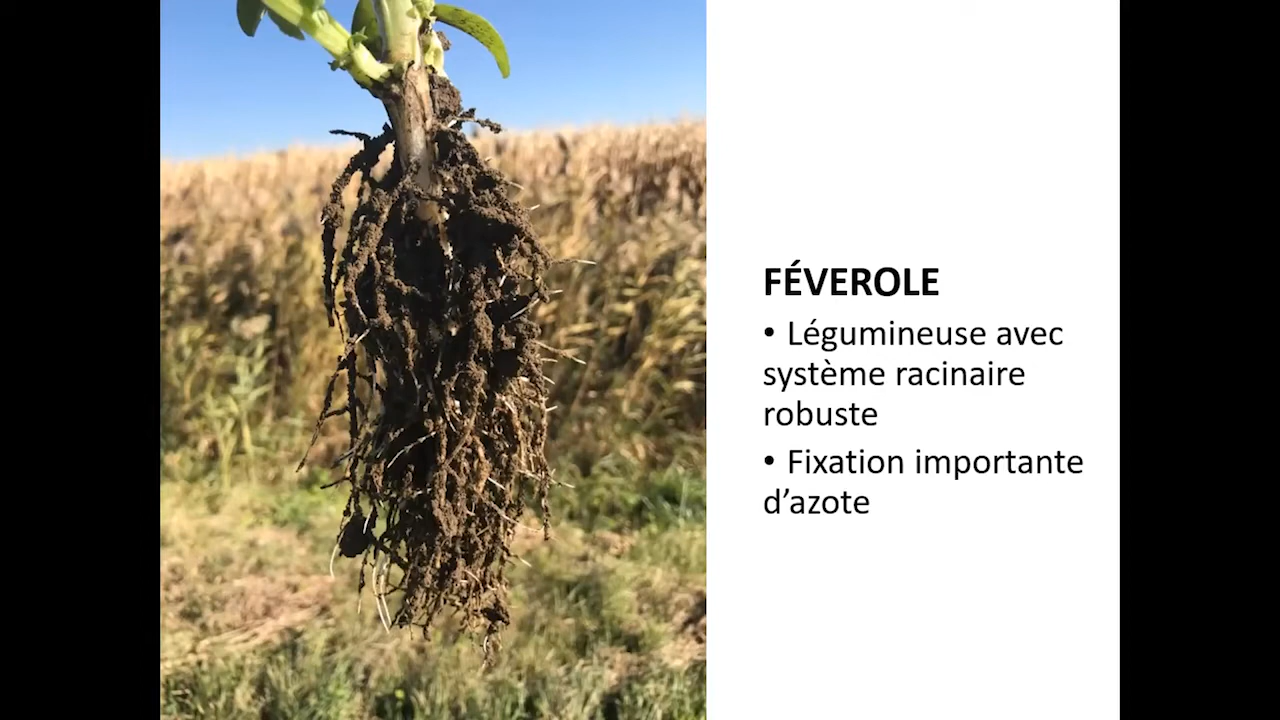 FÉVEROLE
• Légumineuse avec
système racinaire
robuste
• Fixation importante
d’azote